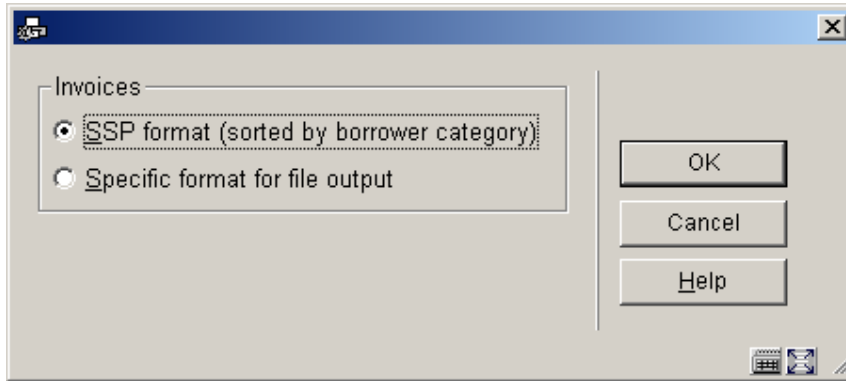 Invoices
SSP format (sorted by borrower category)
Specific format for file output
OK
Cancel
Help